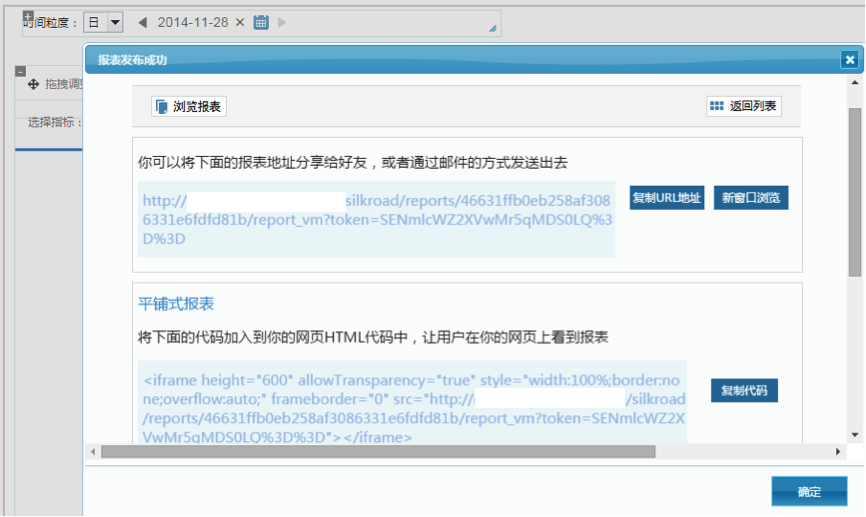 时间粒度： 日 2014-11-28 ×
报表发布成功
拖拽调
选择指标：
浏览报表 返回列表
你可以将下面的报表地址分享给好友，或者通过邮件的方式发送出去
http:// silkroad/reports/46631ffb0eb258af308
6331e6fdfd81b/report_vm?token=SENmlcWZ2XVwMr5qMDS0LQ%3
D%3D
复制URL地址 新窗口浏览
平铺式报表
将下面的代码加入到你的网页HTML代码中，让用户在你的网页上看到报表
<iframe height="600" allowTransparency="true" style="width:100%;border:no
ne;overflow:auto;" frameborder="0" src="http:// /silkroad
/reports/46631ffb0eb258af3086331e6fdfd81b/report_vm?token=SENmlcWZ2X
VwMr5qMDS0LQ%3D%3D"></iframe>
复制代码
确定